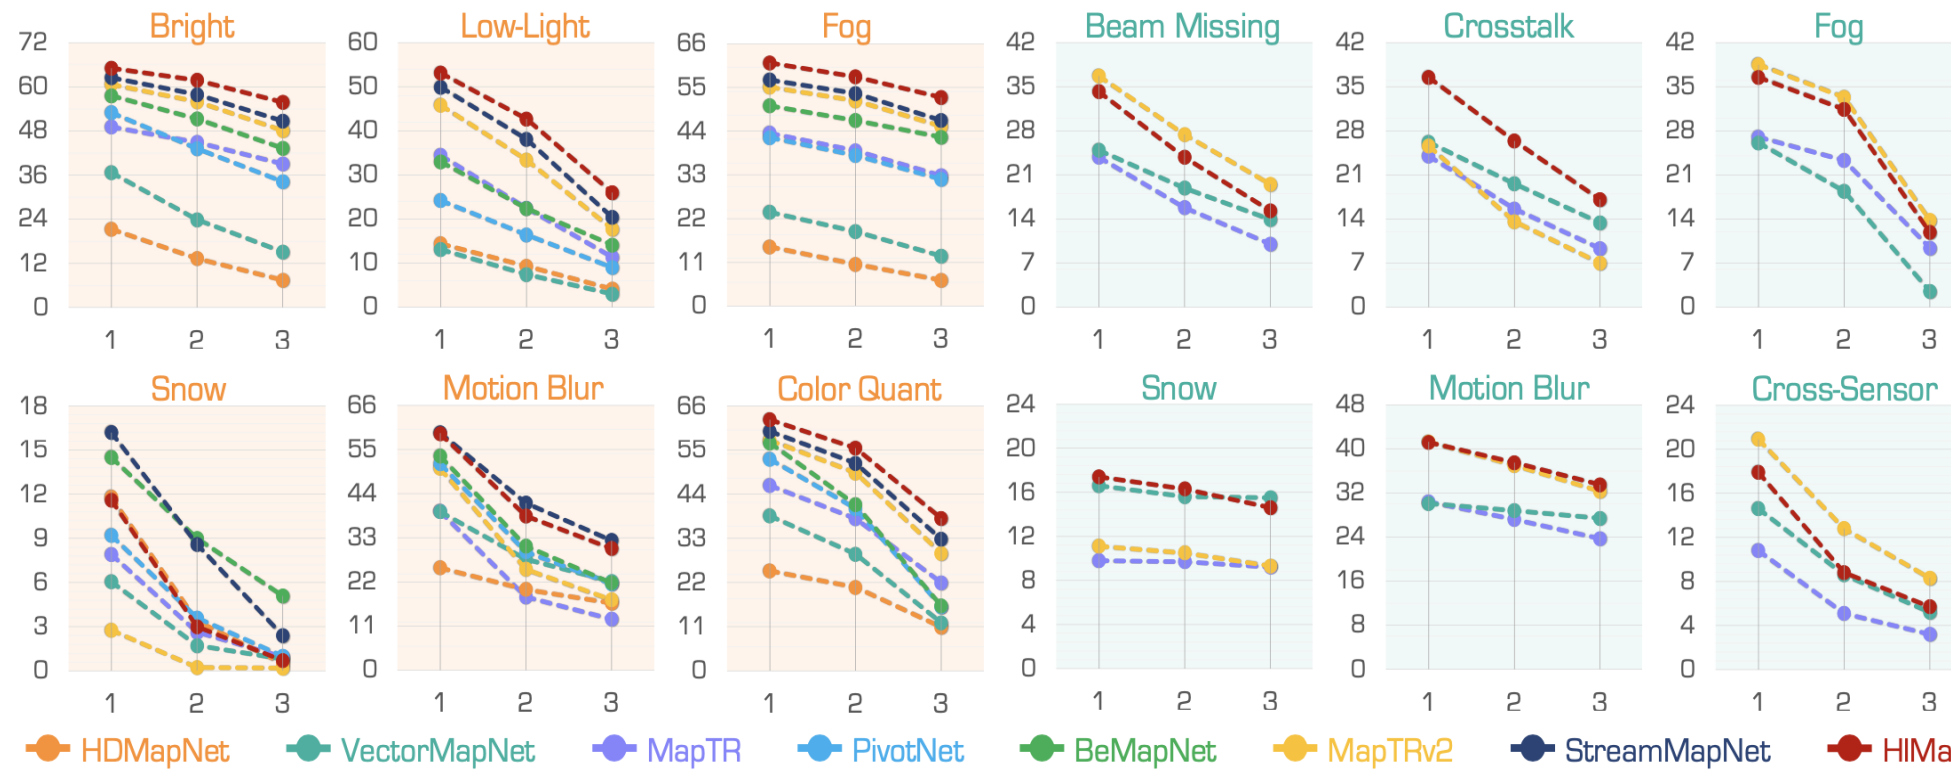 Bright Low-Light Fog Beam Missing Crosstalk Fog
72 60 66 42 42 42
60 50 55 35 35 35
48 40 44 28 28 28
36 30 33 21 21 21
24 20 22 14 14 14
12 10 11 7 7 7
0 0 0 0 0 0
1 2 3 1 2 3 1 2 3 1 2 3 1 2 3 1 2 3
Snow Motion Blur Color Quant Snow Motion Blur Cross-Sensor
18 66 66 24 48 24
15 55 55 20 40 20
12 44 44 16 32 16
9 33 33 12 24 12
6 22 22 8 16 8
3 11 11 4 8 4
0 0 0 0 0 0
1 2 3 1 2 3 1 2 3 1 2 3 1 2 3 1 2 3
HDMapNet VectorMapNet MapTR PivotNet BeMapNet MapTRv2 StreamMapNet HIMa